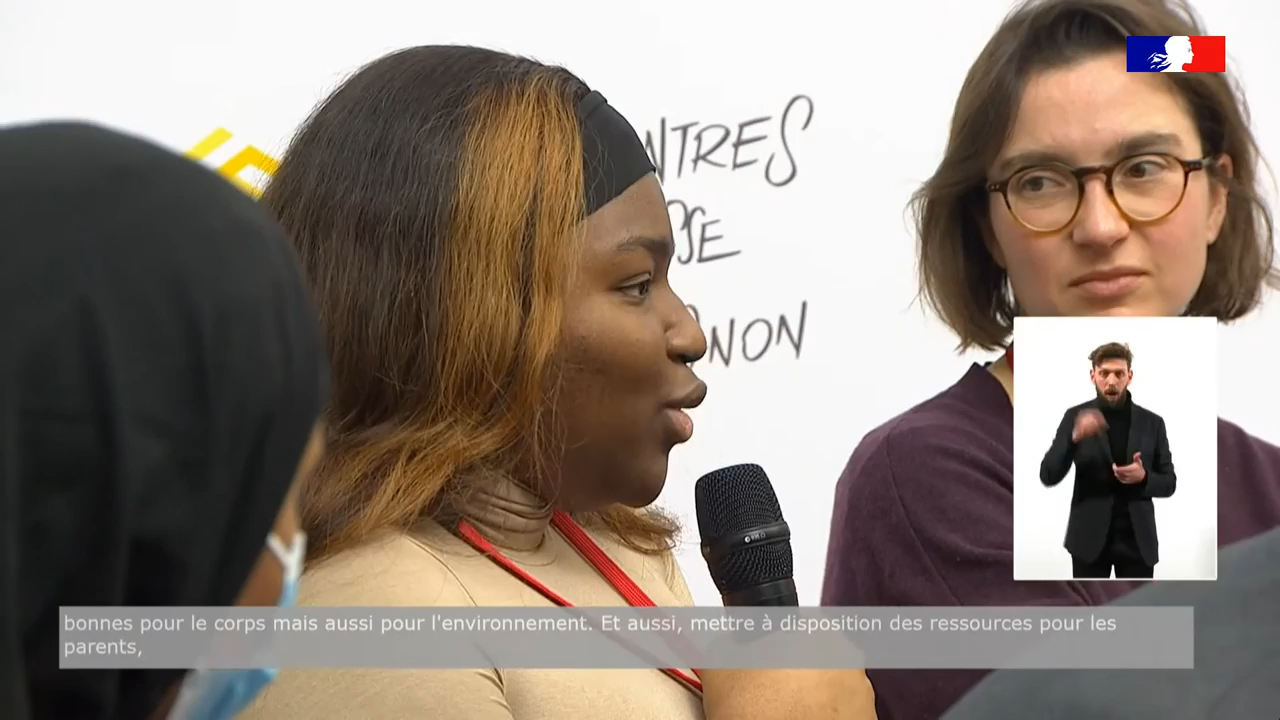 NTRES
SE
NON
bonnes pour le corps mais aussi pour l'environnement. Et aussi, mettre à disposition des ressources pour les
parents,